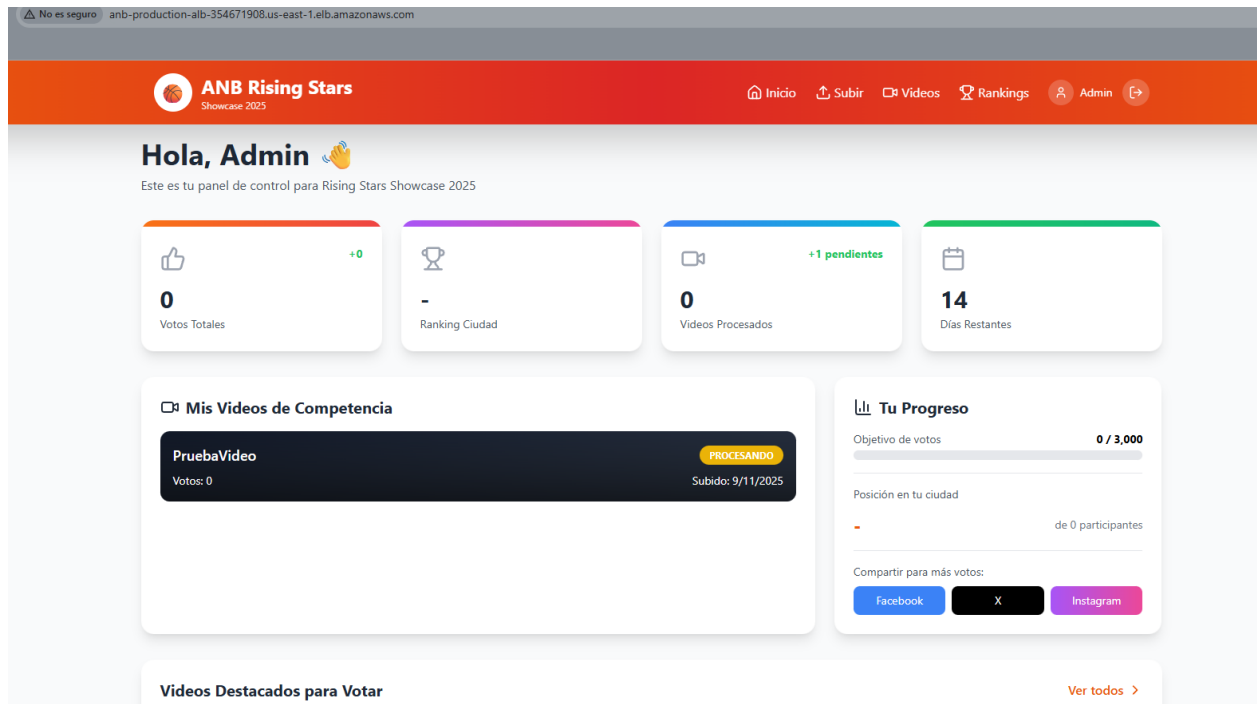 No es seguro anb-production-alb-354671908.us-east-1.elb.amazonaws.com
ANB Rising Stars
Showcase 2025
Inicio Subir Videos Rankings Admin
Hola, Admin 👋
Este es tu panel de control para Rising Stars Showcase 2025
+0
0
Votos Totales
-
Ranking Ciudad
+1 pendientes
0
Videos Procesados
14
Días Restantes
Mis Videos de Competencia
PruebaVideo PROCESANDO
Votos: 0 Subido: 9/11/2025
Tu Progreso
Objetivo de votos 0 / 3,000
Posición en tu ciudad
- de 0 participantes
Compartir para más votos:
Facebook X Instagram
Videos Destacados para Votar Ver todos